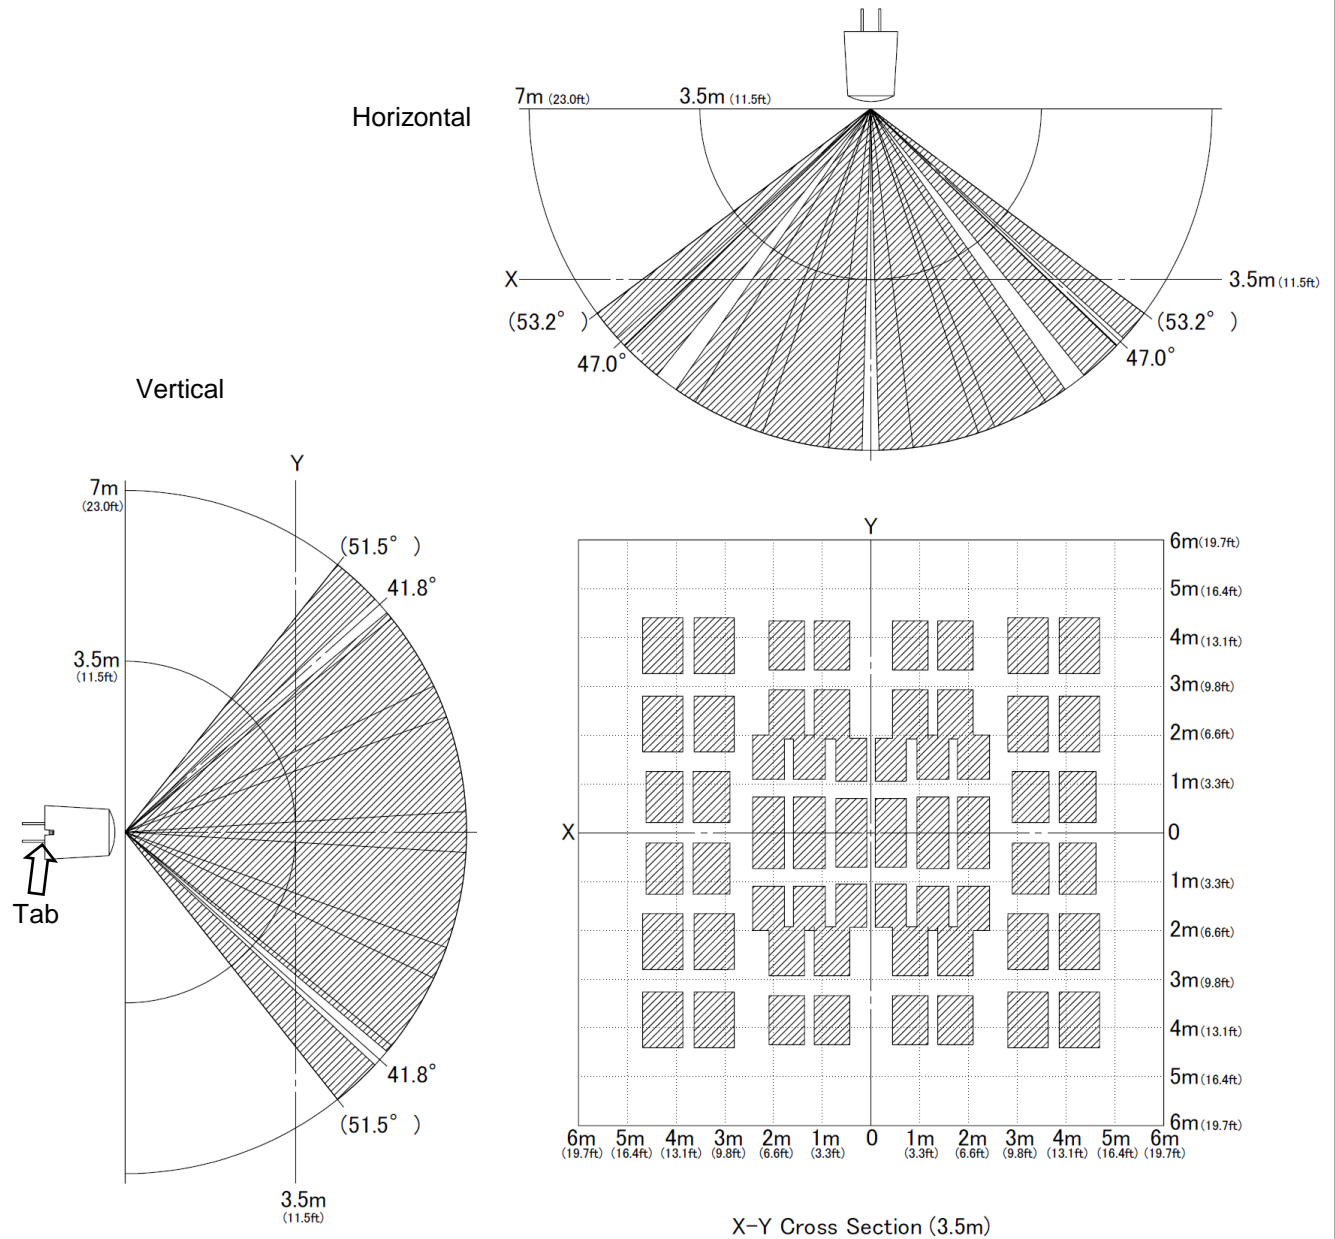 7m (23.0ft)
3.5m (11.5ft)
Horizontal
X
3.5m (11.5ft)
(53.2° )
(53.2° )
47.0°
47.0°
Vertical
Y
7m
(23.0ft)
(51.5° )
41.8°
3.5m
(11.5ft)
Tab
41.8°
(51.5° )
3.5m
(11.5ft)
Y
6m(19.7ft)
5m(16.4ft)
4m(13.1ft)
3m(9.8ft)
2m(6.6ft)
1m(3.3ft)
X
0
1m(3.3ft)
2m(6.6ft)
3m(9.8ft)
4m(13.1ft)
5m(16.4ft)
6m(19.7ft)
6m 5m 4m 3m 2m 1m 0 1m 2m 3m 4m 5m 6m
(19.7ft) (16.4ft) (13.1ft) (9.8ft) (6.6ft) (3.3ft) (3.3ft) (6.6ft) (9.8ft) (13.1ft) (16.4ft) (19.7ft)
X-Y Cross Section (3.5m)